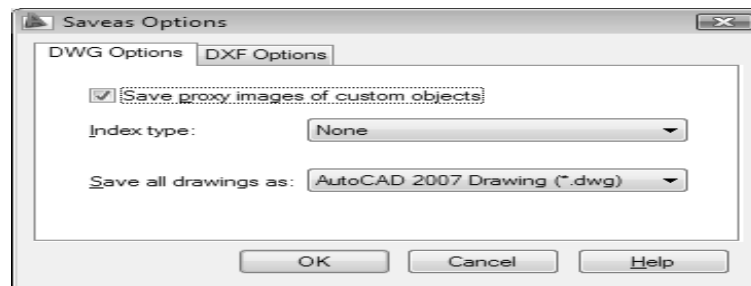 Saveas Options
DWG Options DXF Options
Save proxy images of custom objects
Index type: None
Save all drawings as: AutoCAD 2007 Drawing (*.dwg)
OK Cancel Help